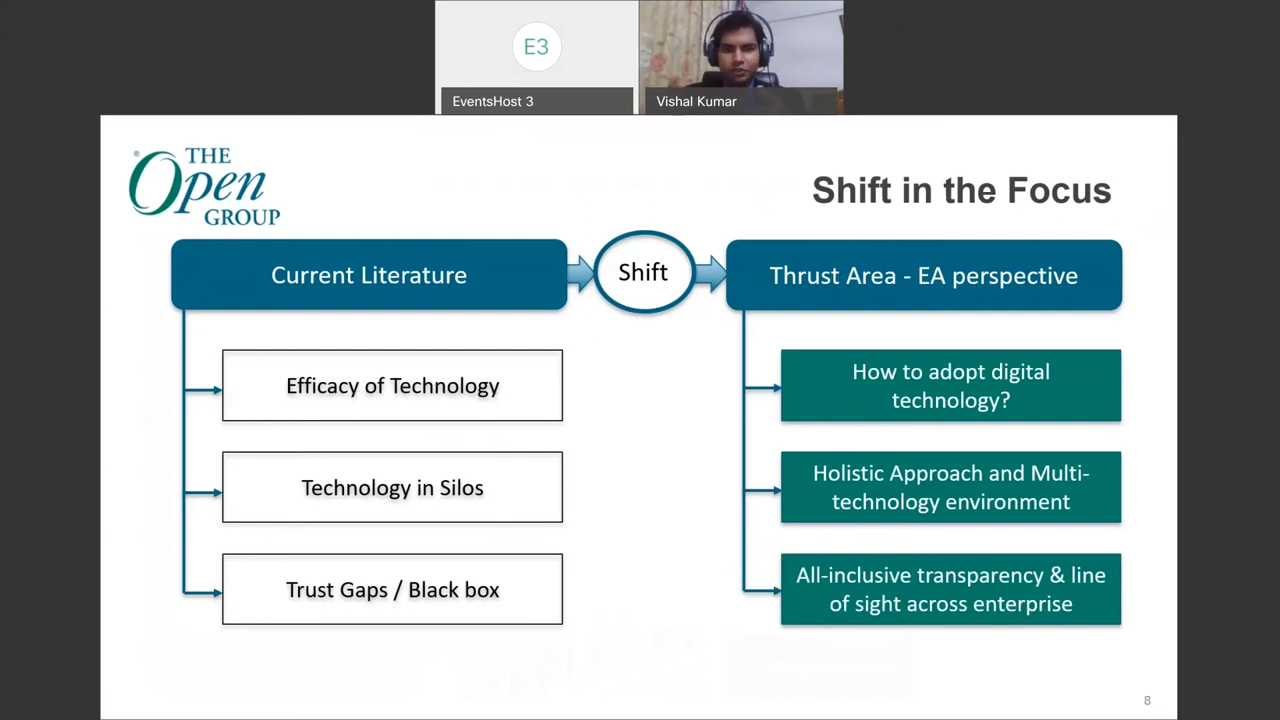 E3
EventsHost 3
Vishal Kumar
®
THE
Open
GROUP
Shift in the Focus
Current Literature
Shift
Thrust Area - EA perspective
Efficacy of Technology
How to adopt digital
technology?
Technology in Silos
Holistic Approach and Multi-
technology environment
Trust Gaps / Black box
All-inclusive transparency & line
of sight across enterprise
8